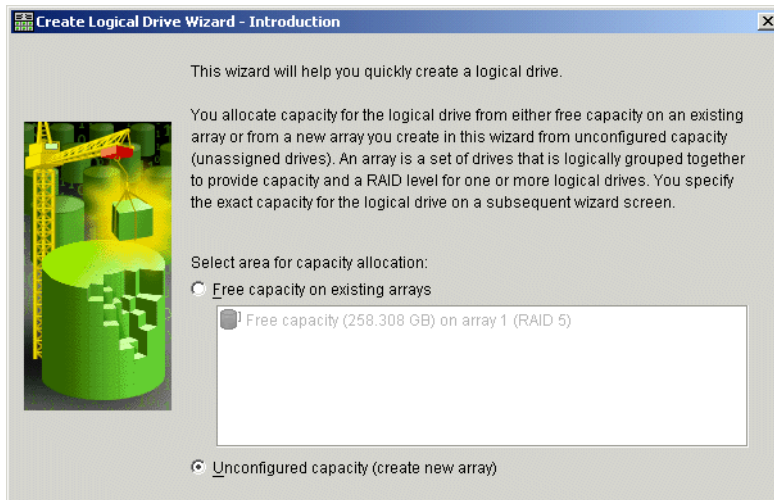 Create Logical Drive Wizard - Introduction
This wizard will help you quickly create a logical drive.
You allocate capacity for the logical drive from either free capacity on an existing
array or from a new array you create in this wizard from unconfigured capacity
(unassigned drives). An array is a set of drives that is logically grouped together
to provide capacity and a RAID level for one or more logical drives. You specify
the exact capacity for the logical drive on a subsequent wizard screen.
Select area for capacity allocation:
Free capacity on existing arrays
Free capacity (258.308 GB) on array 1 (RAID 5)
Unconfigured capacity (create new array)